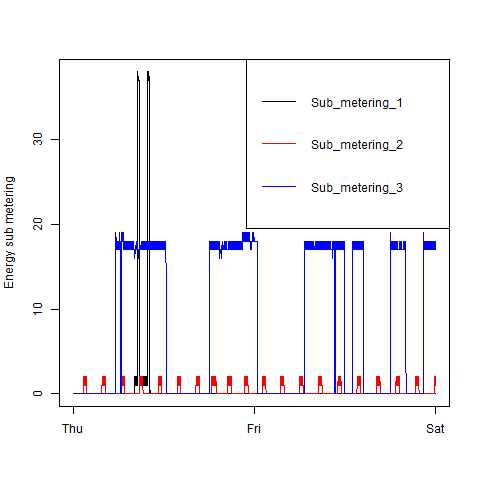 Sub_metering_1
Sub_metering_2
Sub_metering_3
Energy sub metering
30
20
10
0
Thu
Fri
Sat